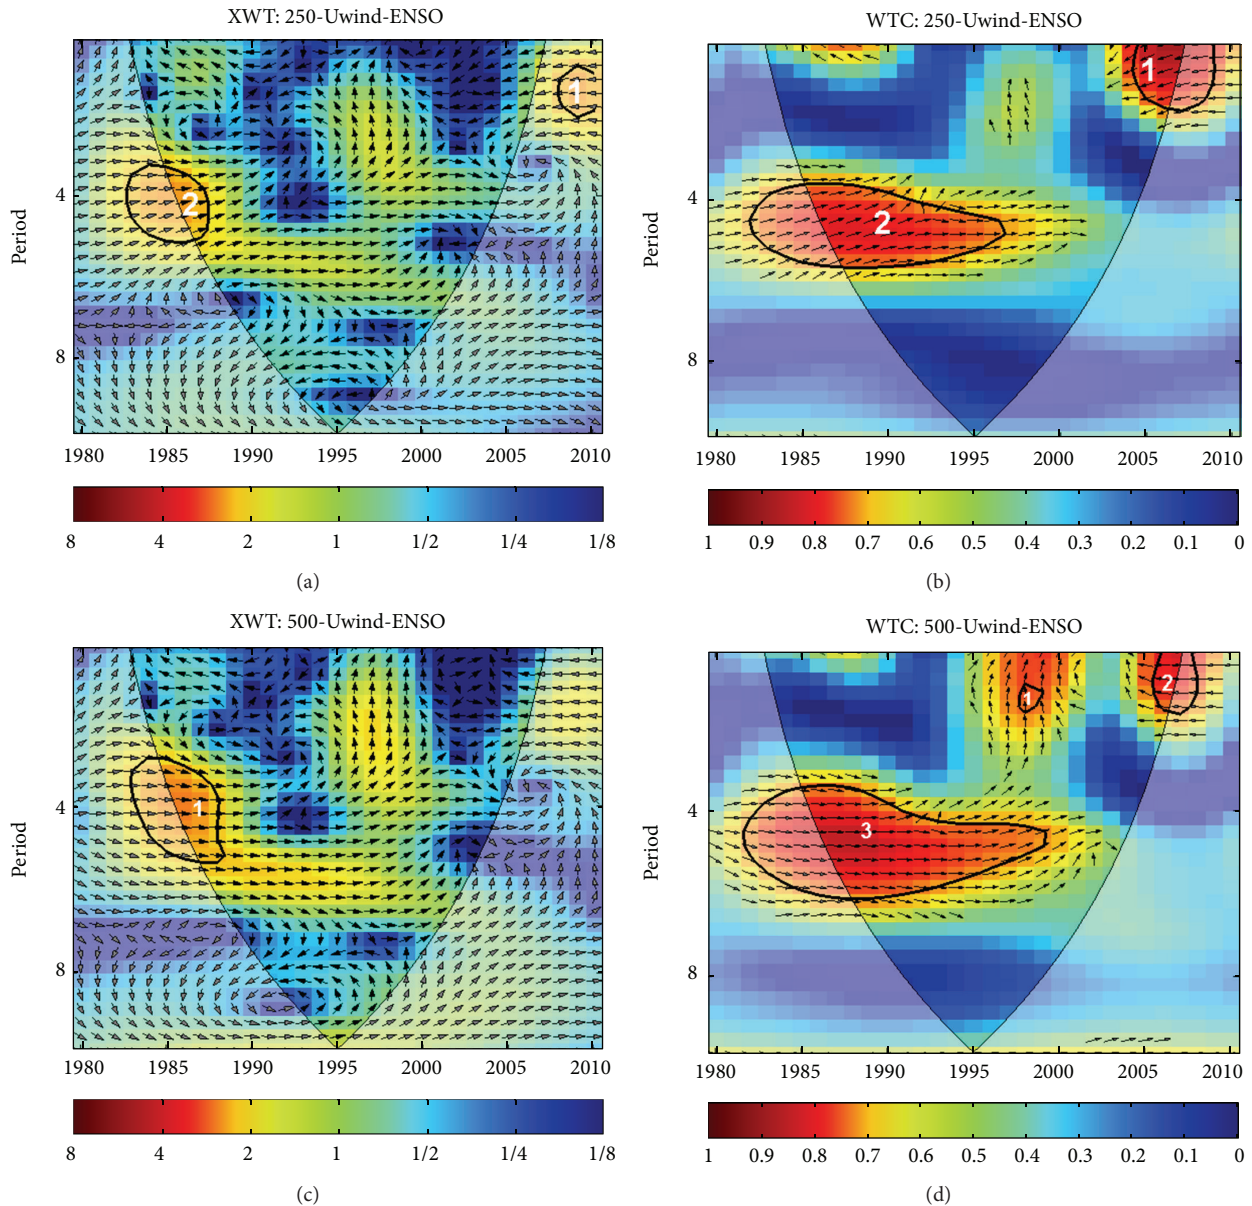 XWT: 250-Uwind-ENSO
WTC: 250-Uwind-ENSO
Period
4
8
1
2
1980 1985 1990 1995 2000 2005 2010
8 4 2 1 1/2 1/4 1/8
(a)
Period
4
8
1
2
1980 1985 1990 1995 2000 2005 2010
1 0.9 0.8 0.7 0.6 0.5 0.4 0.3 0.2 0.1 0
(b)
XWT: 500-Uwind-ENSO
WTC: 500-Uwind-ENSO
Period
4
8
1
1980 1985 1990 1995 2000 2005 2010
8 4 2 1 1/2 1/4 1/8
(c)
Period
4
8
1
2
3
1980 1985 1990 1995 2000 2005 2010
1 0.9 0.8 0.7 0.6 0.5 0.4 0.3 0.2 0.1 0
(d)